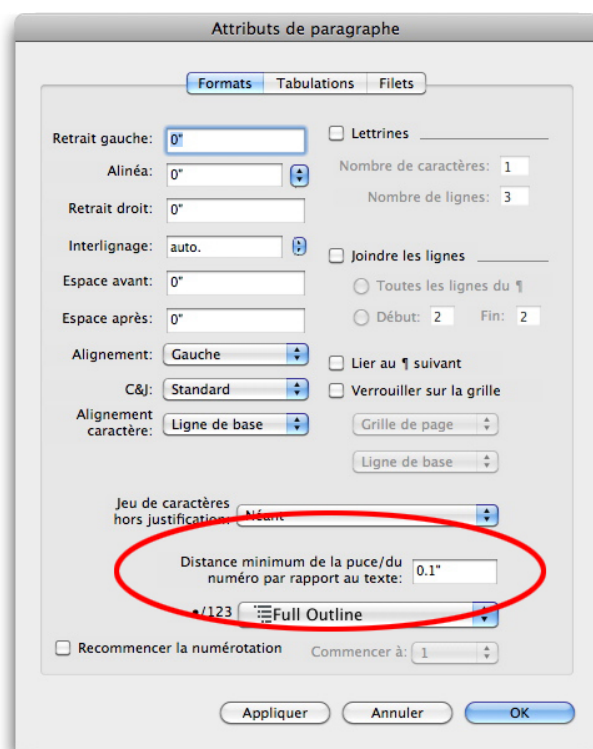 Attributs de paragraphe
Formats Tabulations Filets
Retrait gauche: 0"
Alinéa: 0"
Retrait droit: 0"
Interlignage: auto.
Espace avant: 0"
Espace après: 0"
Alignement: Gauche
C&J: Standard
Alignement
caractère: Ligne de base
Lettrines
Nombre de caractères: 1
Nombre de lignes: 3
Joindre les lignes
Toutes les lignes du ¶
Début: 2 Fin: 2
Lier au ¶ suivant
Verrouiller sur la grille
Grille de page
Ligne de base
Jeu de caractères
hors justification: Néant
Distance minimum de la puce/du
numéro par rapport au texte: 0.1"
•/123 Full Outline
Recommencer la numérotation Commencer à: 1
Appliquer Annuler OK